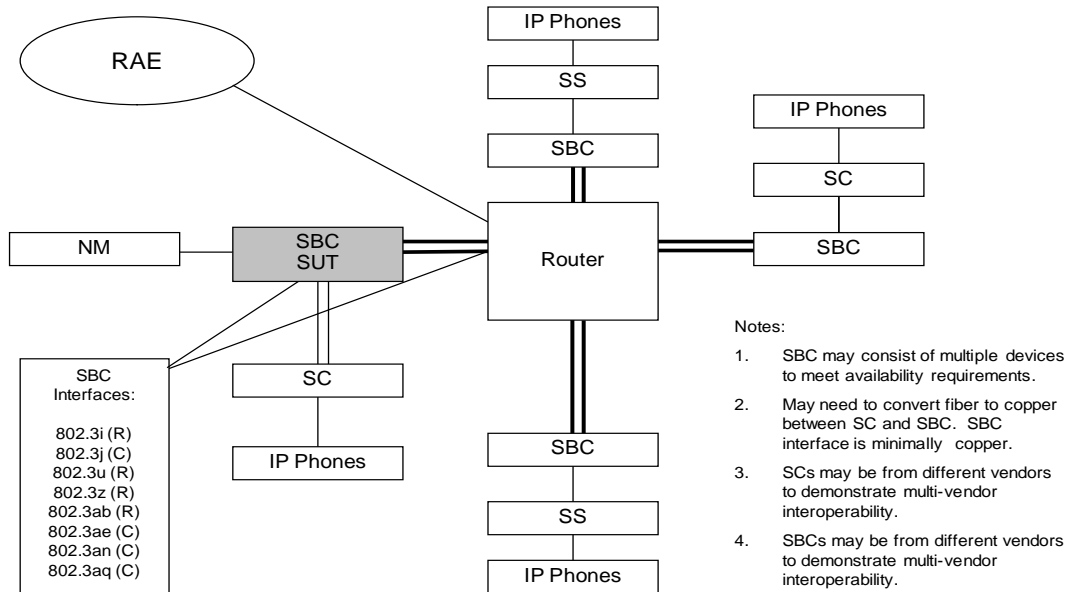 IP Phones
RAE
SS
IP Phones
SBC
SC
NM
SBC
SUT
Router
SBC
Notes:
1. SBC may consist of multiple devices
to meet availability requirements.
2. May need to convert fiber to copper
between SC and SBC. SBC
interface is minimally copper.
3. SCs may be from different vendors
to demonstrate multi-vendor
interoperability.
4. SBCs may be from different vendors
to demonstrate multi-vendor
interoperability.
SBC
Interfaces:
802.3i (R)
802.3j (C)
802.3u (R)
802.3z (R)
802.3ab (R)
802.3ae (C)
802.3an (C)
802.3aq (C)
SC
IP Phones
SBC
SS
IP Phones